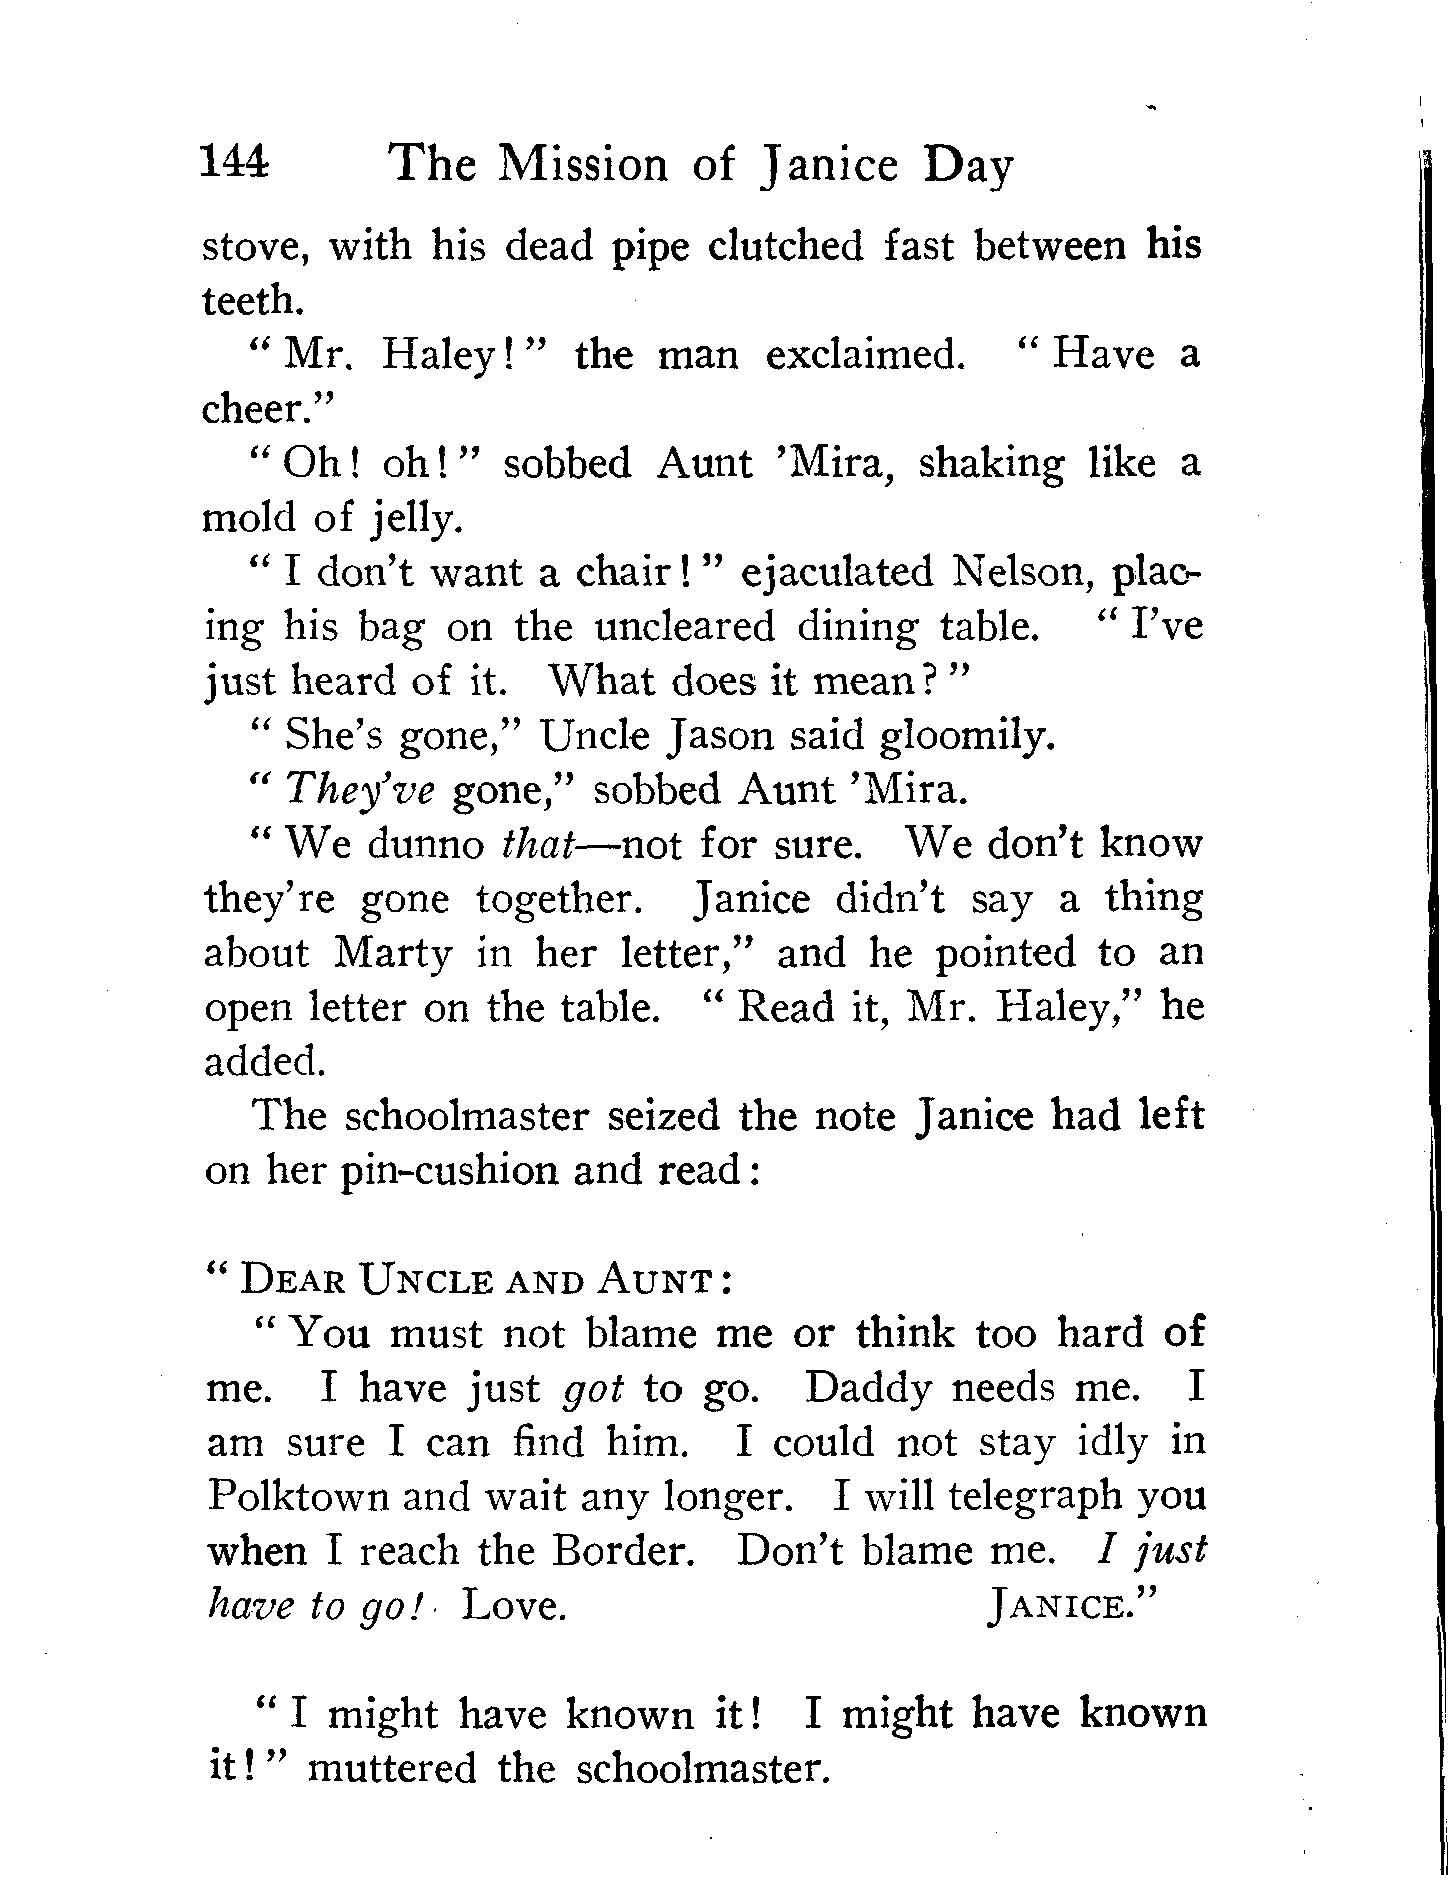 144 The Mission of Janice Day
stove, with his dead pipe clutched fast between his
teeth.
" Mr. Haley! " the man exclaimed. " Have a
cheer."
" Oh! oh! " sobbed Aunt 'Mira, shaking like a
mold of jelly.
" I don't want a chair! " ejaculated Nelson, plac-
ing his bag on the uncleared dining table. " I've
just heard of it. What does it mean? "
" She's gone," Uncle Jason said gloomily.
" They've gone," sobbed Aunt 'Mira.
" We dunno that—not for sure. We don't know
they're gone together. Janice didn't say a thing
about Marty in her letter," and he pointed to an
open letter on the table. " Read it, Mr. Haley," he
added.
The schoolmaster seized the note Janice had left
on her pin-cushion and read:
" DEAR UNCLE AND AUNT:
" You must not blame me or think too hard of
me. I have just got to go. Daddy needs me. I
am sure I can find him. I could not stay idly in
Polktown and wait any longer. I will telegraph you
when I reach the Border. Don't blame me. I just
have to go! Love. JANICE."
" I might have known it! I might have known
it! " muttered the schoolmaster.